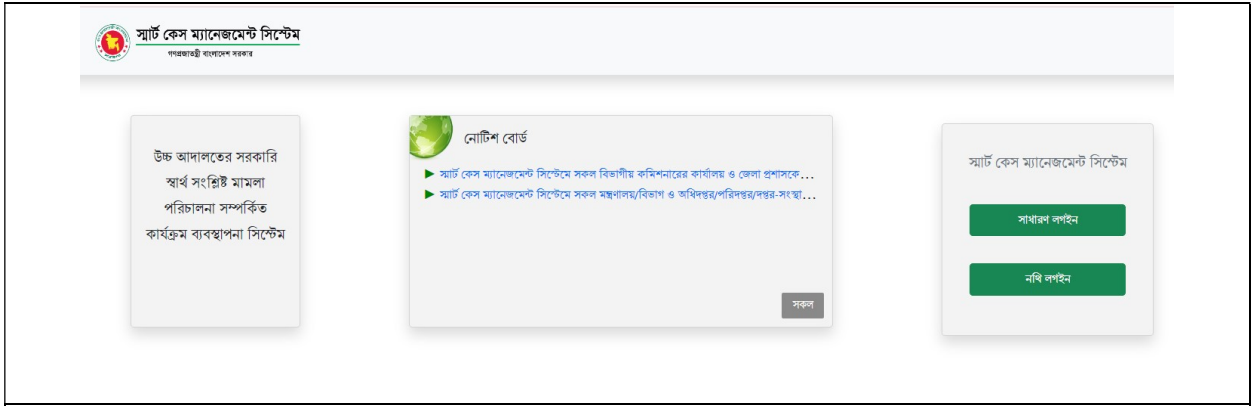 স্মার্ট কেস ম্যানেজমেন্ট সিস্টেম
গণপ্রজাতন্ত্রী বাংলাদেশ সরকার
উচ্চ আদালতের সরকারি
স্বার্থ সংশ্লিষ্ট মামলা
পরিচালনা সম্পর্কিত
কার্যক্রম ব্যবস্থাপনা সিস্টেম
নোটিশ বোর্ড
স্মার্ট কেস ম্যানেজমেন্ট সিস্টেমে সকল বিভাগীয় কমিশনারের কার্যালয় ও জেলা প্রশাসকে...
স্মার্ট কেস ম্যানেজমেন্ট সিস্টেমে সকল মন্ত্রণালয়/বিভাগ ও অধিদপ্তর/পরিদপ্তর/দপ্তর-সংস্থা...
সকল
স্মার্ট কেস ম্যানেজমেন্ট সিস্টেম
সাধারণ লগইন
নথি লগইন